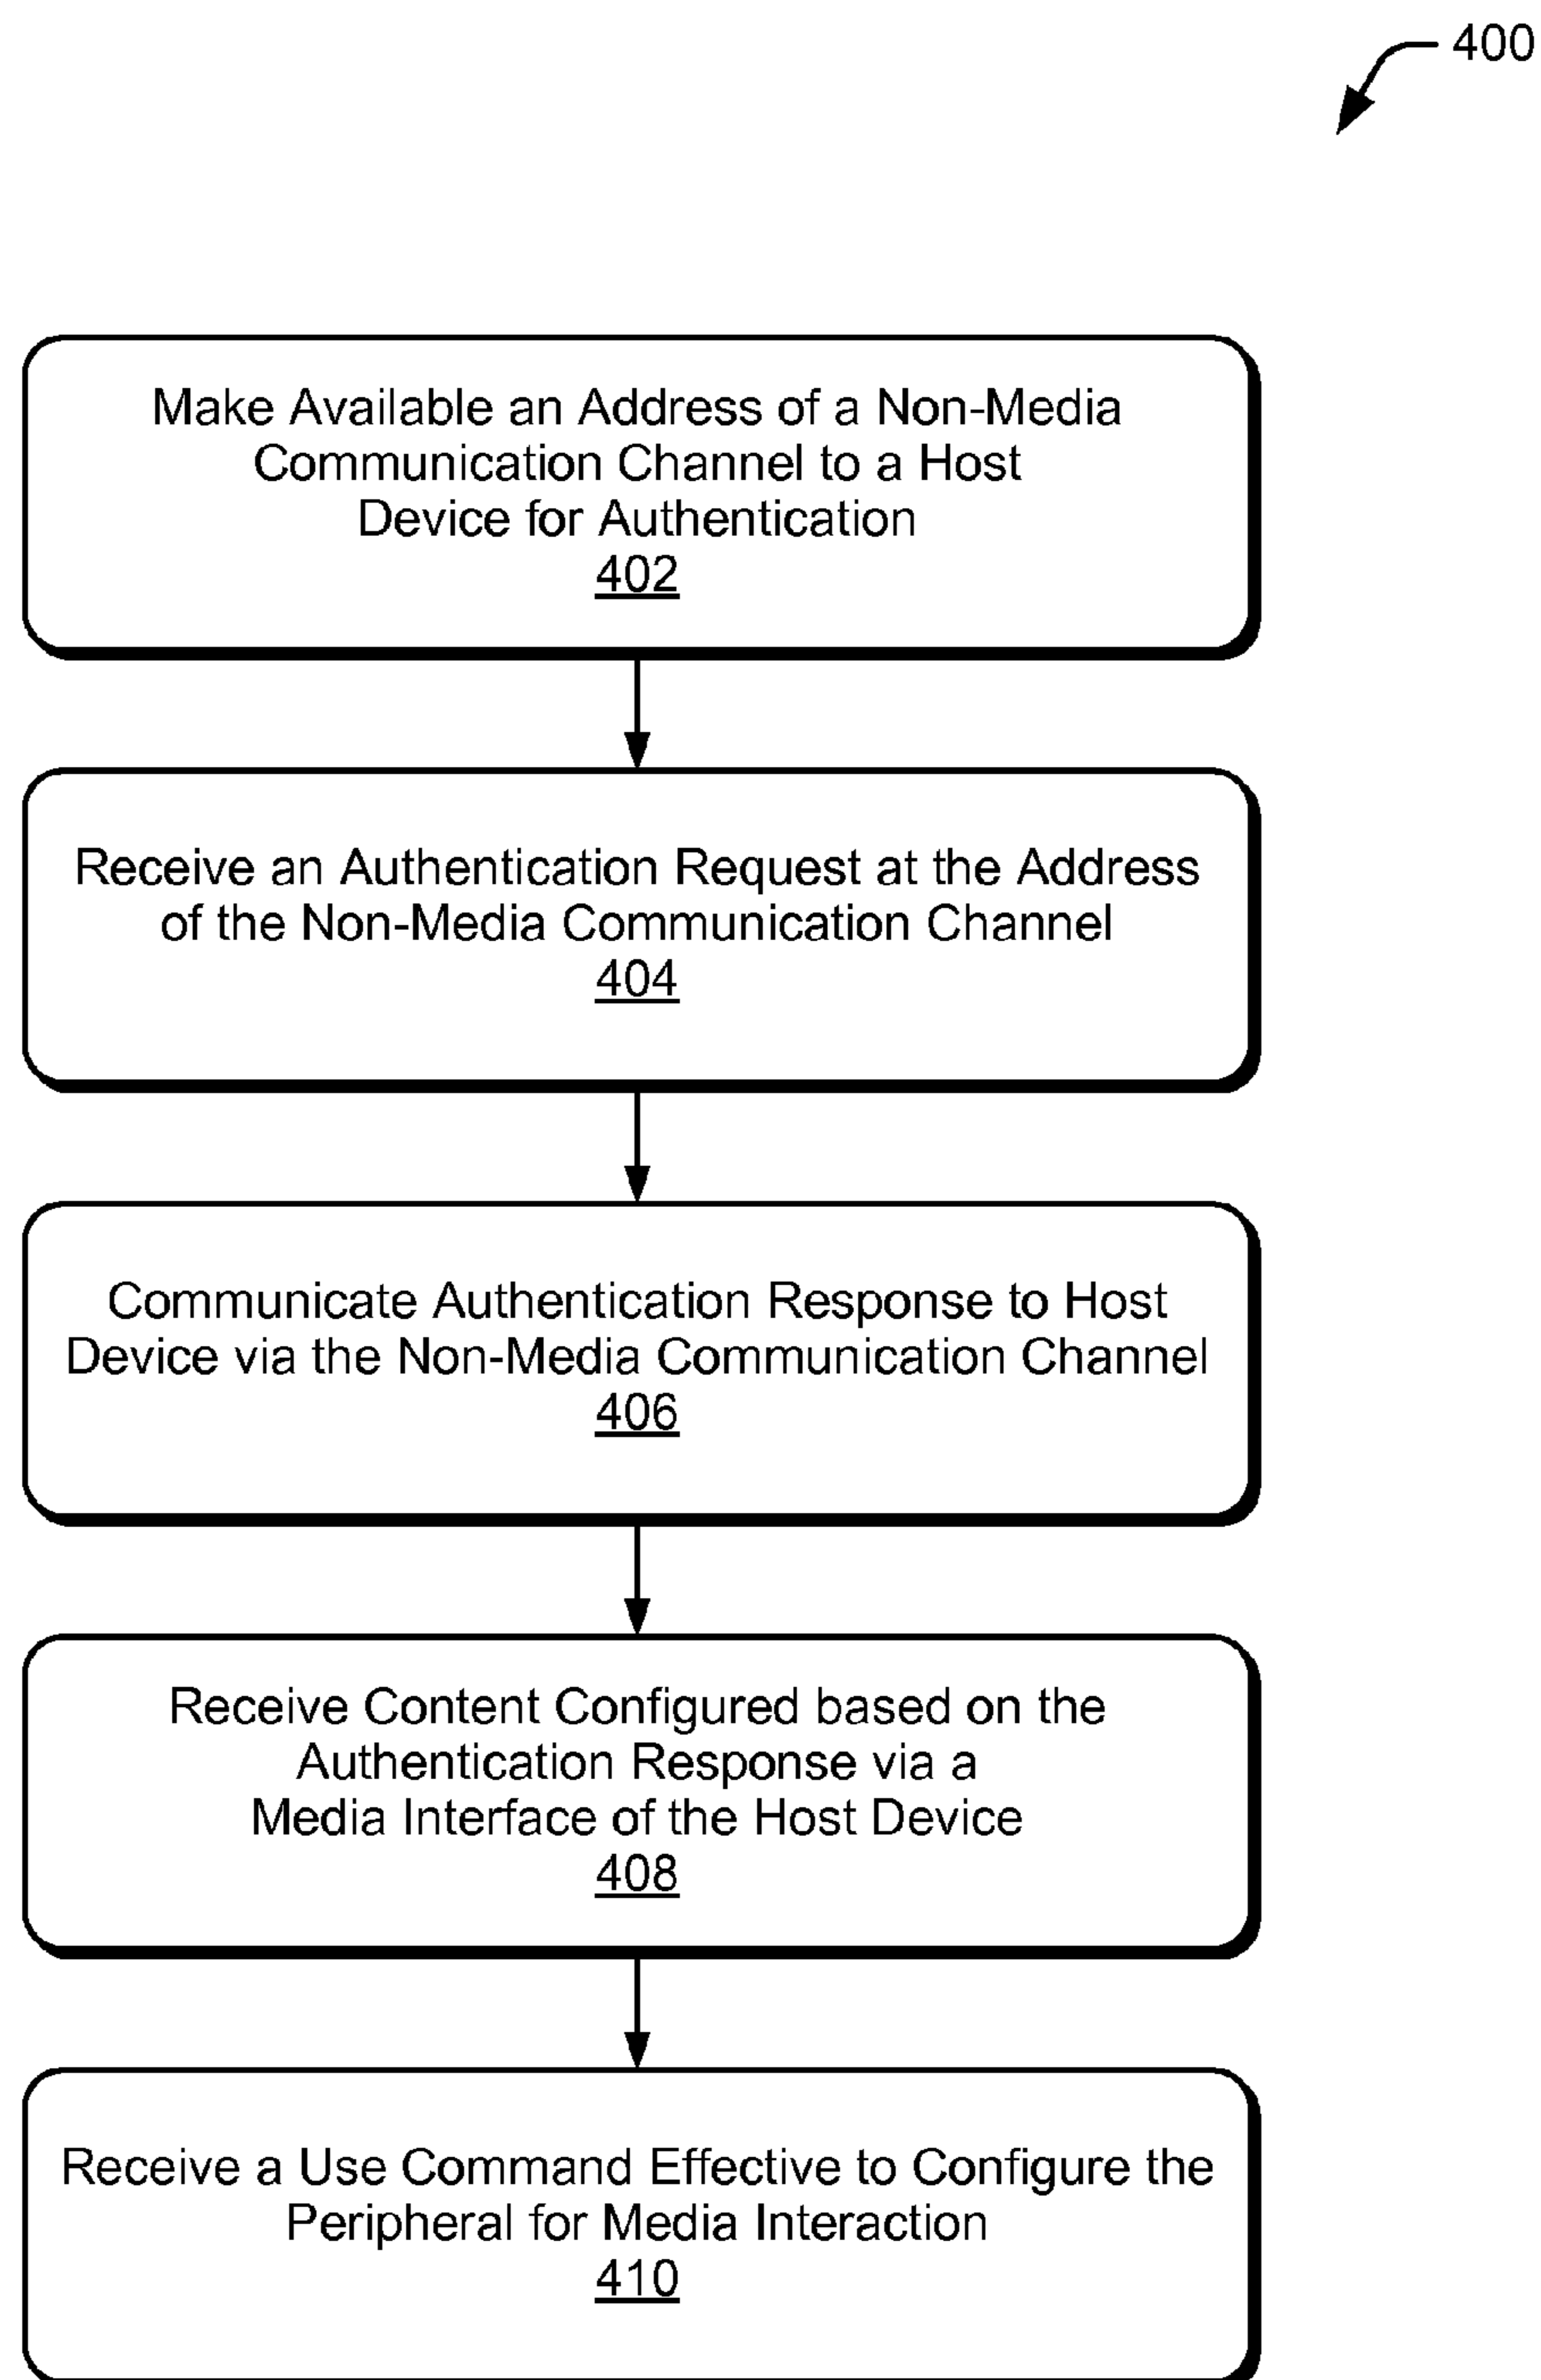 400
Make Available an Address of a Non-Media
Communication Channel to a Host
Device for Authentication
402
Receive an Authentication Request at the Address
of the Non-Media Communication Channel
404
Communicate Authentication Response to Host
Device via the Non-Media Communication Channel
406
Receive Content Configured based on the
Authentication Response via a
Media Interface of the Host Device
408
Receive a Use Command Effective to Configure the
Peripheral for Media Interaction
410